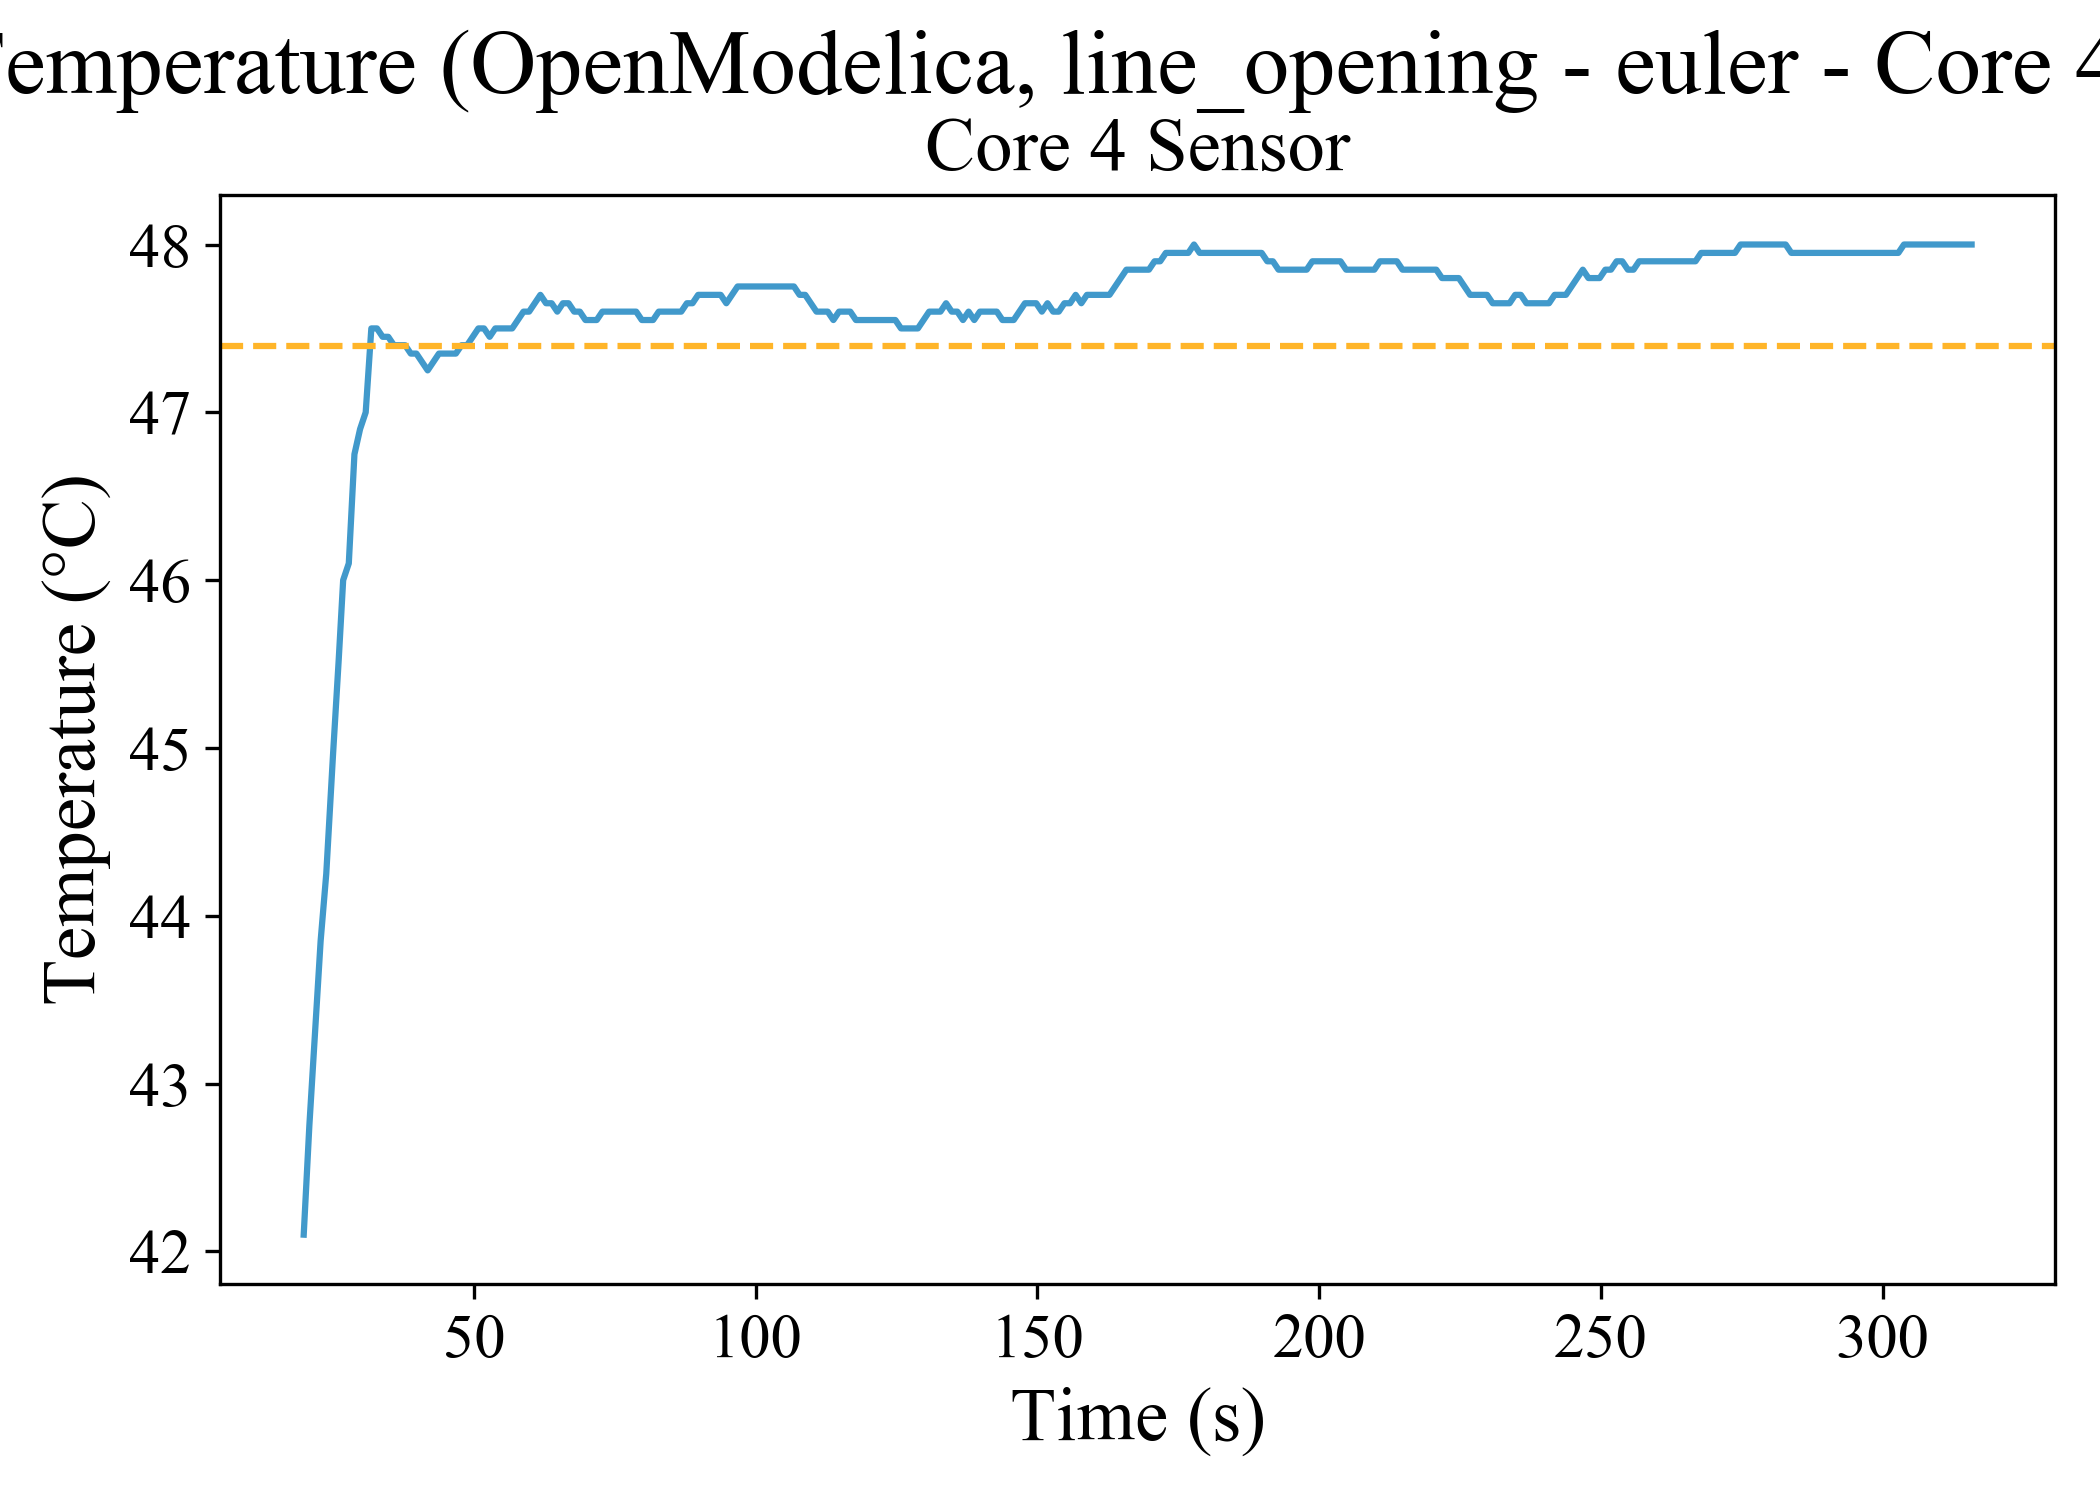 emperature (OpenModelica, line_opening - euler - Core 4
Core 4 Sensor
48
47
46
45
44
43
42
Temperature (°C)
50 100 150 200 250 300
Time (s)